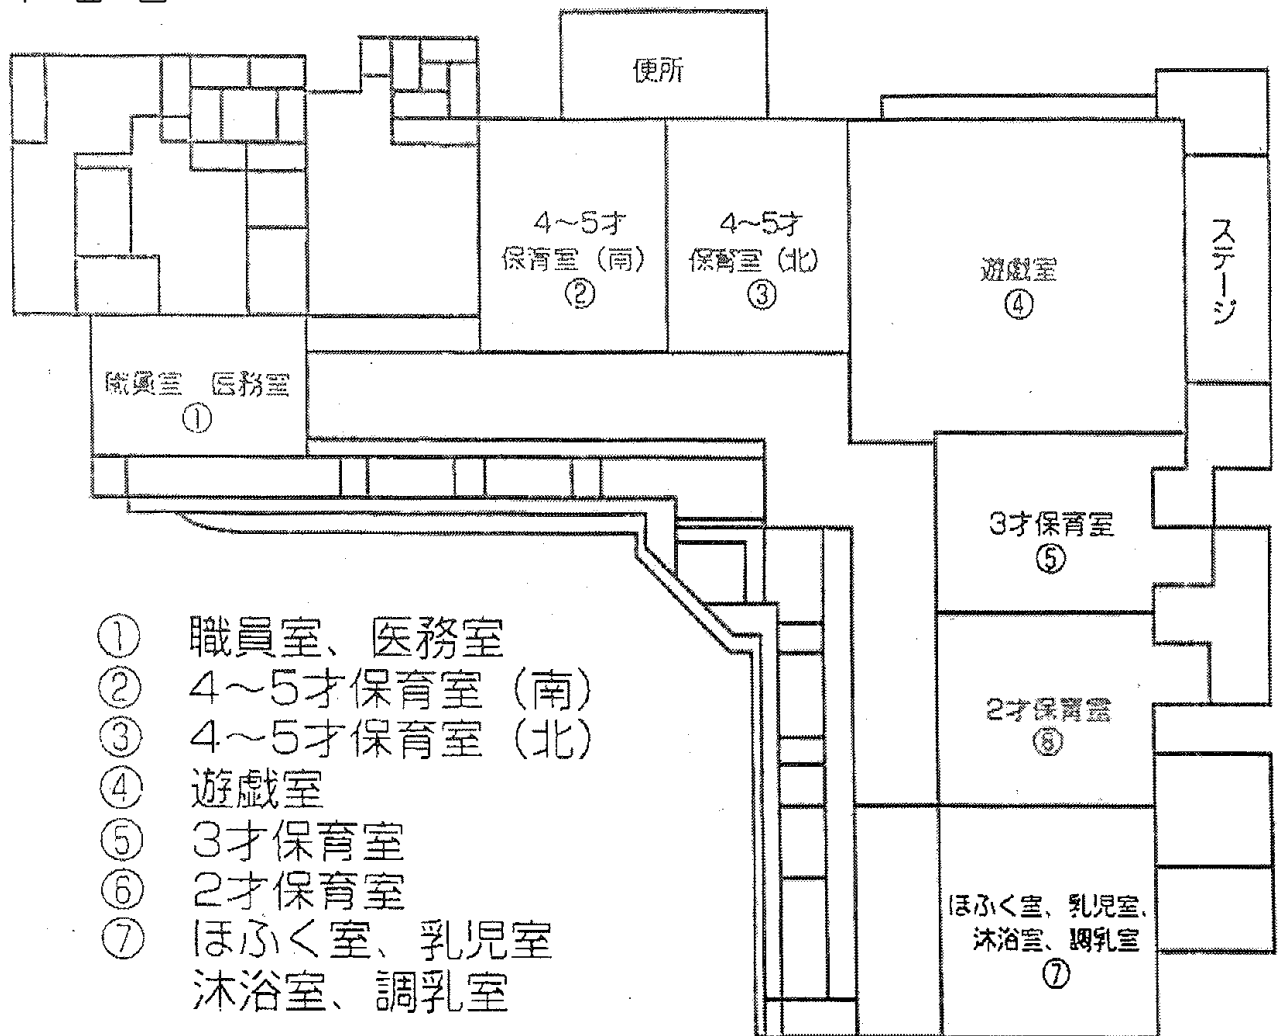 便所
4～5才
保育室（南）
②
4～5才
保育室（北）
③
遊戯室
④
ステージ
職員室 医務室
①
3才保育室
⑤
2才保育室
⑥
ほふく室、乳児室、
沐浴室、調乳室
⑦
① 職員室、医務室
② 4～5才保育室（南）
③ 4～5才保育室（北）
④ 遊戯室
⑤ 3才保育室
⑥ 2才保育室
⑦ ほふく室、乳児室
沐浴室、調乳室